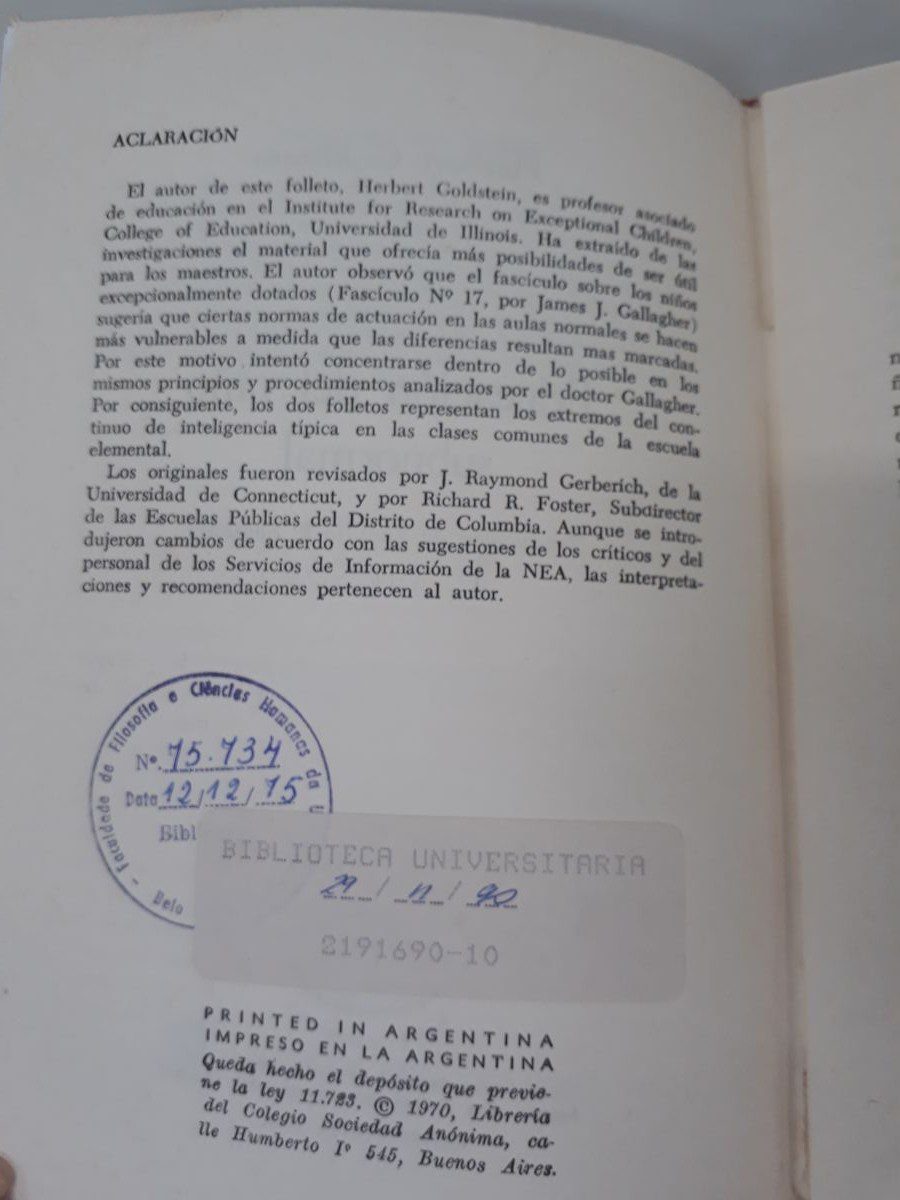 ACLARACIÓN
El autor de este folleto, Herbert Goldstein, es profesor asociado
de educación en el Institute for Research on Exceptional Children,
College of Education, Universidad de Illinois. Ha extraído de las
investigaciones el material que ofrecía más posibilidades de ser útil
para los maestros. El autor observó que el fascículo sobre los niños
excepcionalmente dotados (Fascículo Nº 17, por James J. Gallagher)
sugería que ciertas normas de actuación en las aulas normales se hacen
más vulnerables a medida que las diferencias resultan mas marcadas.
Por este motivo intentó concentrarse dentro de lo posible en los
mismos principios y procedimientos analizados por el doctor Gallagher.
Por consiguiente, los dos folletos representan los extremos del con-
tinuo de inteligencia típica en las clases comunes de la escuela
elemental.
Los originales fueron revisados por J. Raymond Gerberich, de la
Universidad de Connecticut, y por Richard R. Foster, Subdirector
de las Escuelas Públicas del Distrito de Columbia. Aunque se intro-
dujeron cambios de acuerdo con las sugestiones de los críticos y del
personal de los Servicios de Información de la NEA, las interpreta-
ciones y recomendaciones pertenecen al autor.
- Faculdade de Filosofia e Ciências Humanas da U
Nº. 15.734
Data 12/12/75
Bibl
Belo
BIBLIOTECA UNIVERSITARIA
29/11/90
2191690-10
PRINTED IN ARGENTINA
IMPRESO EN LA ARGENTINA
Queda hecho el depósito que previe-
ne la ley 11.723. © 1970, Librería
del Colegio Sociedad Anónima, ca-
lle Humberto Iº 545, Buenos Aires.